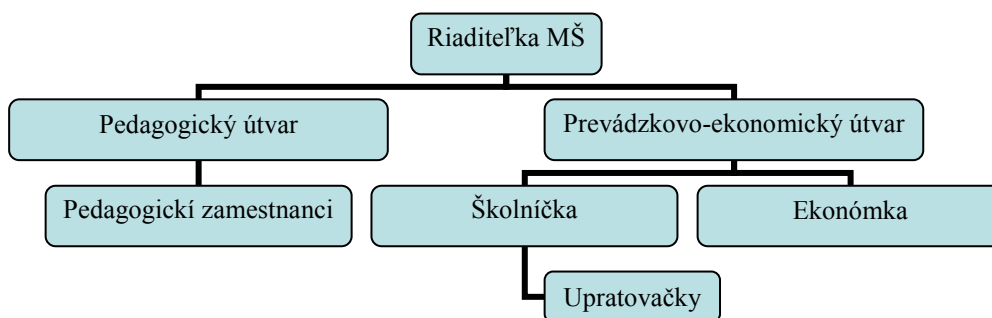 Riaditeľka MŠ
Pedagogický útvar
Prevádzkovo-ekonomický útvar
Pedagogickí zamestnanci
Školníčka
Ekonómka
Upratovačky